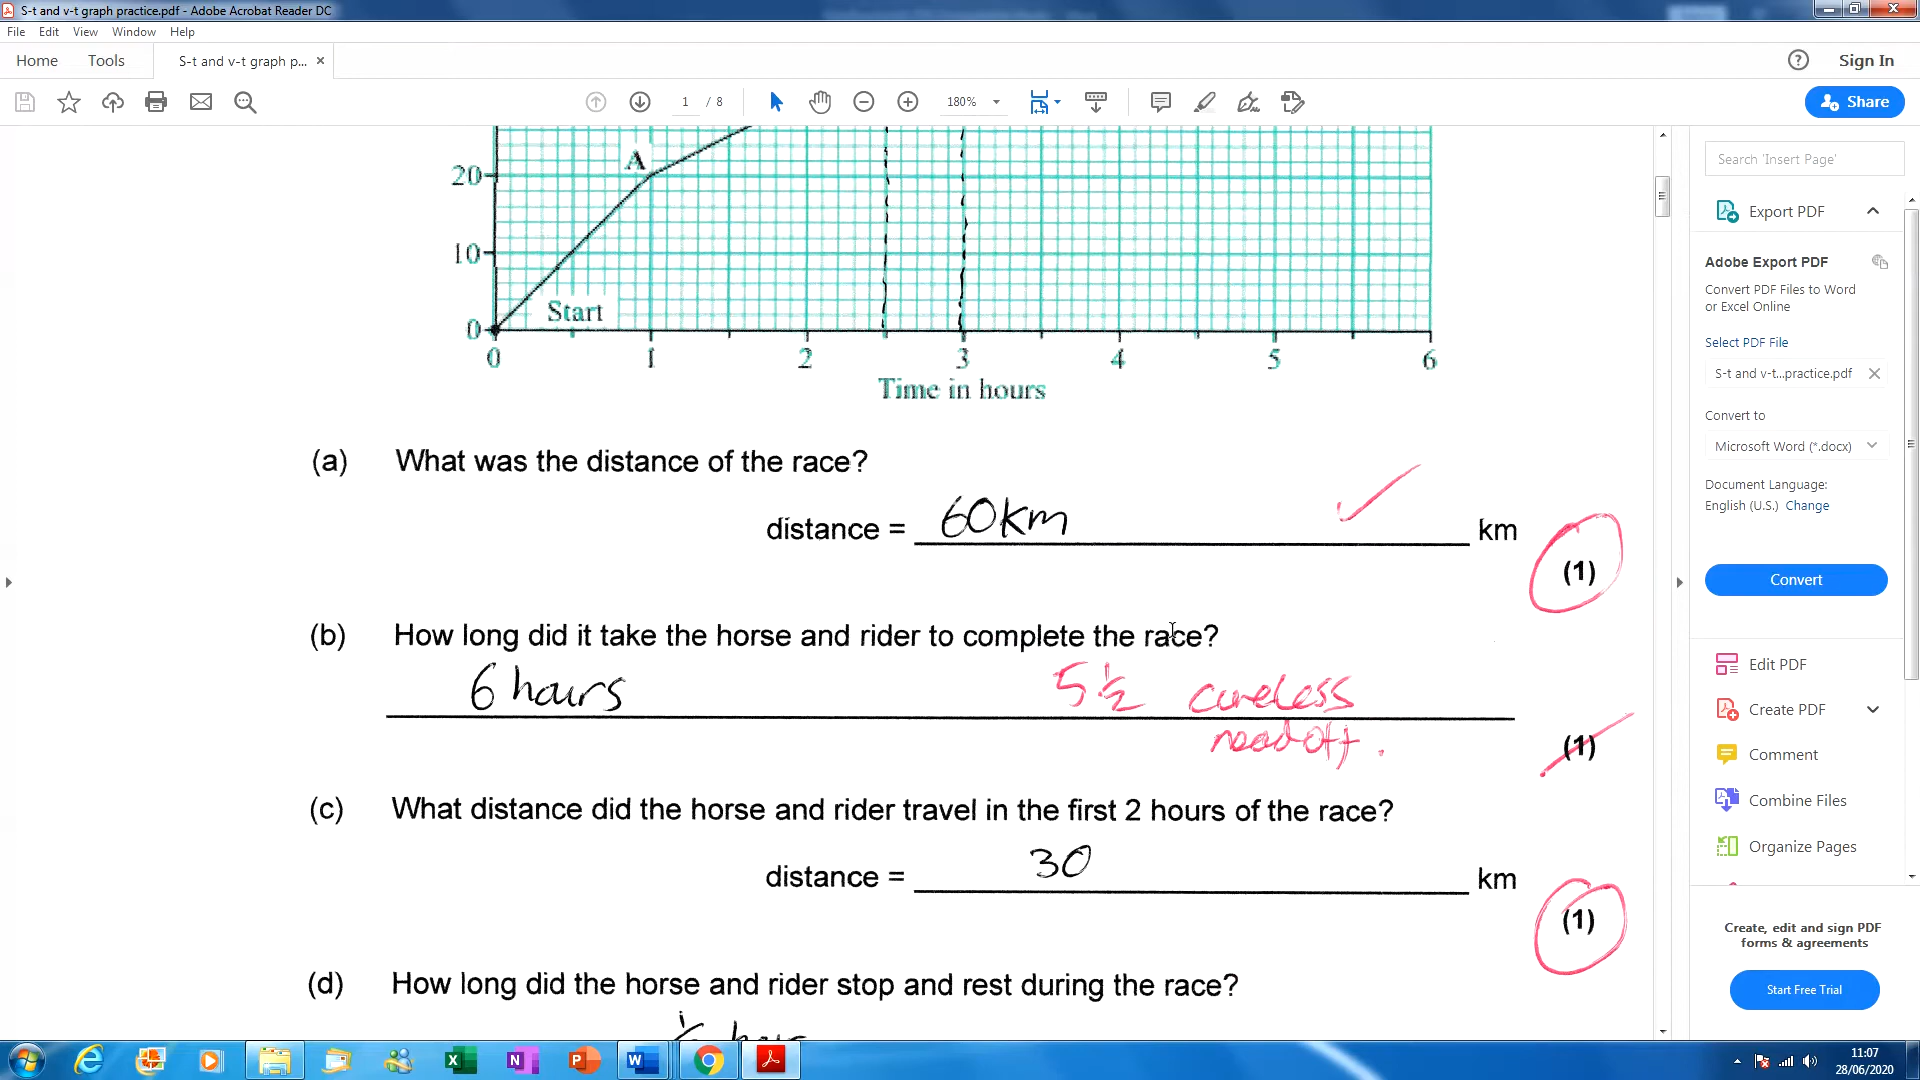 S-t and v-t graph practice.pdf - Adobe Acrobat Reader DC
File Edit View Window Help
Home Tools S-t and v-t graph p... ×
Sign In
1 / 8 180% Share
A
20
10
Start
0
0 1 2 3 4 5 6
Time in hours
(a) What was the distance of the race?
distance = 60km km
(1)
(b) How long did it take the horse and rider to complete the race?
6 hours 5 ½ careless
read off.
(1)
(c) What distance did the horse and rider travel in the first 2 hours of the race?
distance = 30 km
(1)
(d) How long did the horse and rider stop and rest during the race?
½ hour
Search 'Insert Page'
Export PDF
Adobe Export PDF
Convert PDF Files to Word
or Excel Online
Select PDF File
S-t and v-t...practice.pdf
Convert to
Microsoft Word (*.docx)
Document Language:
English (U.S.) Change
Convert
Edit PDF
Create PDF
Comment
Combine Files
Organize Pages
Create, edit and sign PDF
forms & agreements
Start Free Trial
11:07
28/06/2020